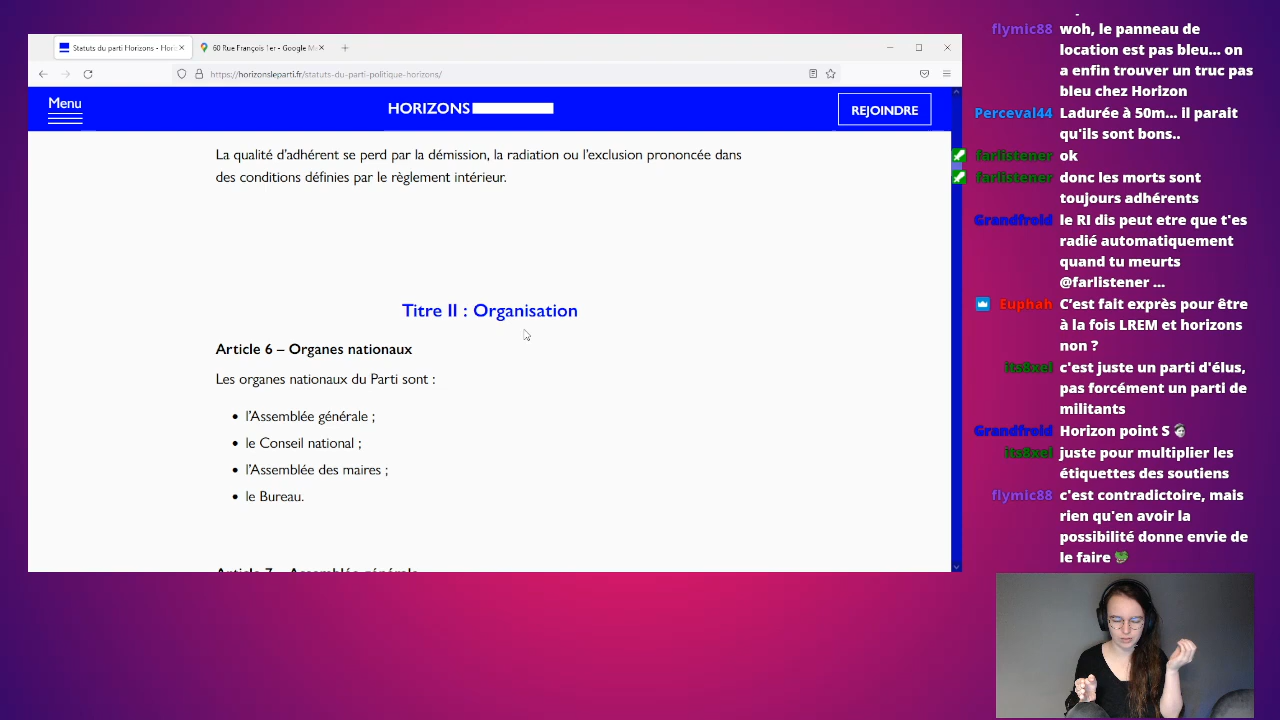 Statuts du parti Horizons - Hori
60 Rue François 1er - Google M
https://horizonsleparti.fr/statuts-du-parti-politique-horizons/
Menu
HORIZONS
REJOINDRE
La qualité d'adhérent se perd par la démission, la radiation ou l'exclusion prononcée dans
des conditions définies par le règlement intérieur.
Titre II : Organisation
Article 6 – Organes nationaux
Les organes nationaux du Parti sont :
• l'Assemblée générale ;
• le Conseil national ;
• l'Assemblée des maires ;
• le Bureau.
Article 7 – Assemblée générale
flymic88 woh, le panneau de
location est pas bleu... on
a enfin trouver un truc pas
bleu chez Horizon
Perceval44 Ladurée à 50m... il parait
qu'ils sont bons..
farlistener ok
farlistener donc les morts sont
toujours adhérents
Grandfroid le RI dis peut etre que t'es
radié automatiquement
quand tu meurts
@farlistener ...
Euphah C'est fait exprès pour être
à la fois LREM et horizons
non ?
its8xel c'est juste un parti d'élus,
pas forcément un parti de
militants
Grandfroid Horizon point S
its8xel juste pour multiplier les
étiquettes des soutiens
flymic88 c'est contradictoire, mais
rien qu'en avoir la
possibilité donne envie de
le faire